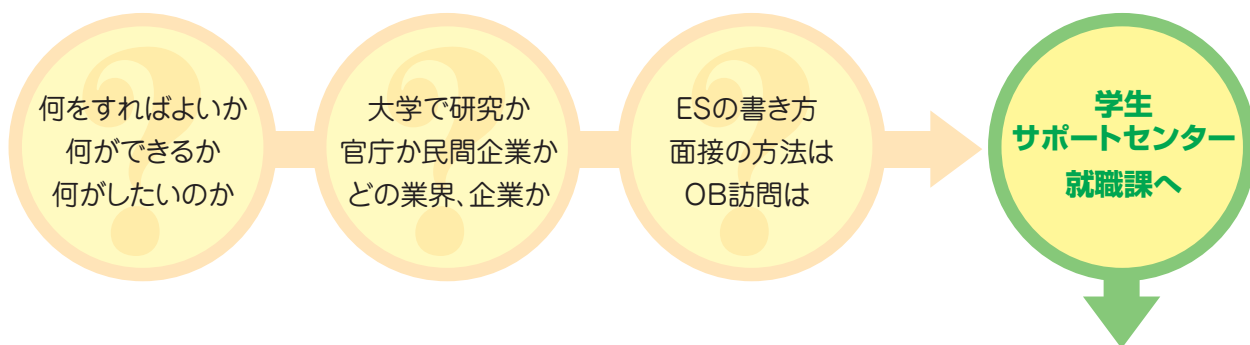 何をすればよいか
何ができるか
何がしたいのか
大学で研究か
官庁か民間企業か
どの業界、企業か
ESの書き方
面接の方法は
OB訪問は
学生
サポートセンター
就職課へ